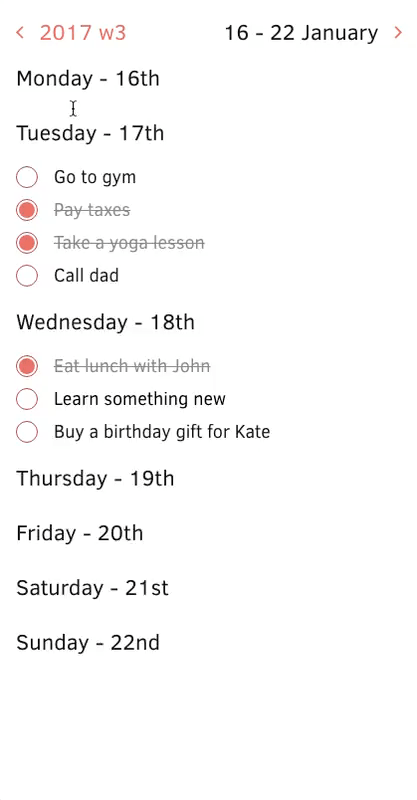 2017 w3 16 - 22 January
Monday - 16th
Tuesday - 17th
Go to gym
Pay taxes
Take a yoga lesson
Call dad
Wednesday - 18th
Eat lunch with John
Learn something new
Buy a birthday gift for Kate
Thursday - 19th
Friday - 20th
Saturday - 21st
Sunday - 22nd